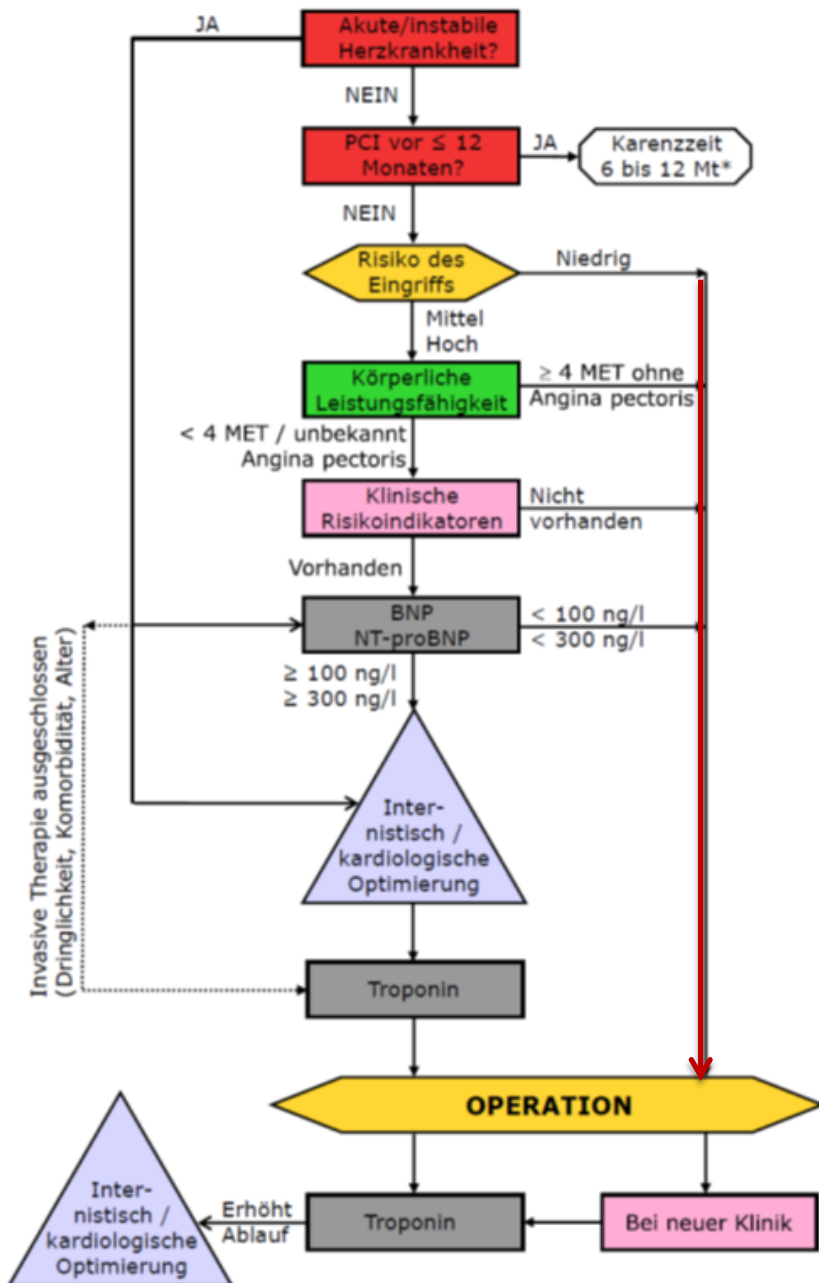 JA
Akute/instabile
Herzkrankheit?
NEIN
PCI vor ≤ 12
Monaten?
JA
Karenzzeit
6 bis 12 Mt*
NEIN
Risiko des
Eingriffs
Niedrig
Mittel
Hoch
Körperliche
Leistungsfähigkeit
≥ 4 MET ohne
Angina pectoris
< 4 MET / unbekannt
Angina pectoris
Klinische
Risikoindikatoren
Nicht
vorhanden
Vorhanden
BNP
NT-proBNP
< 100 ng/l
< 300 ng/l
≥ 100 ng/l
≥ 300 ng/l
Invasive Therapie ausgeschlossen
(Dringlichkeit, Komorbidität, Alter)
Inter-
nistisch /
kardiologische
Optimierung
Troponin
OPERATION
Inter-
nistisch /
kardiologische
Optimierung
Erhöht
Ablauf
Troponin
Bei neuer Klinik